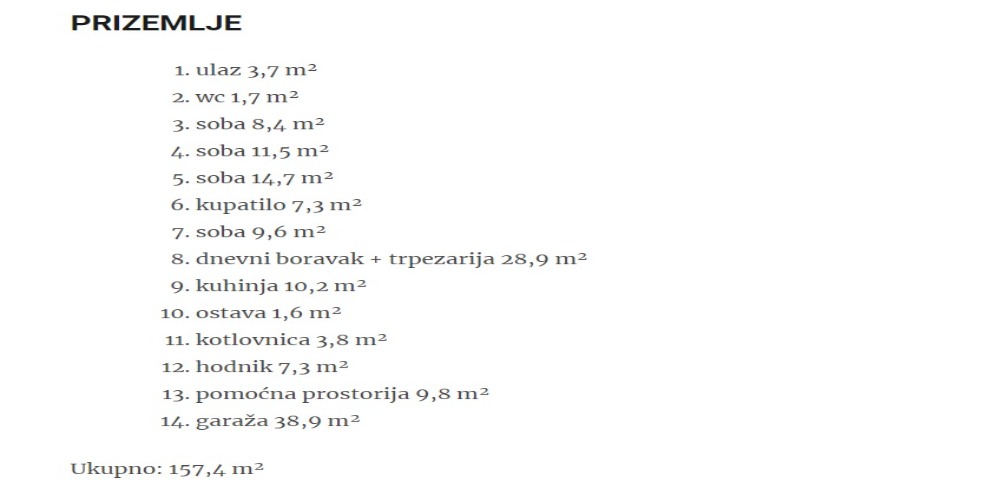 PRIZEMLJE
1. ulaz 3,7 m²
2. wc 1,7 m²
3. soba 8,4 m²
4. soba 11,5 m²
5. soba 14,7 m²
6. kupatilo 7,3 m²
7. soba 9,6 m²
8. dnevni boravak + trpezarija 28,9 m²
9. kuhinja 10,2 m²
10. ostava 1,6 m²
11. kotlovnica 3,8 m²
12. hodnik 7,3 m²
13. pomoćna prostorija 9,8 m²
14. garaža 38,9 m²
Ukupno: 157,4 m²